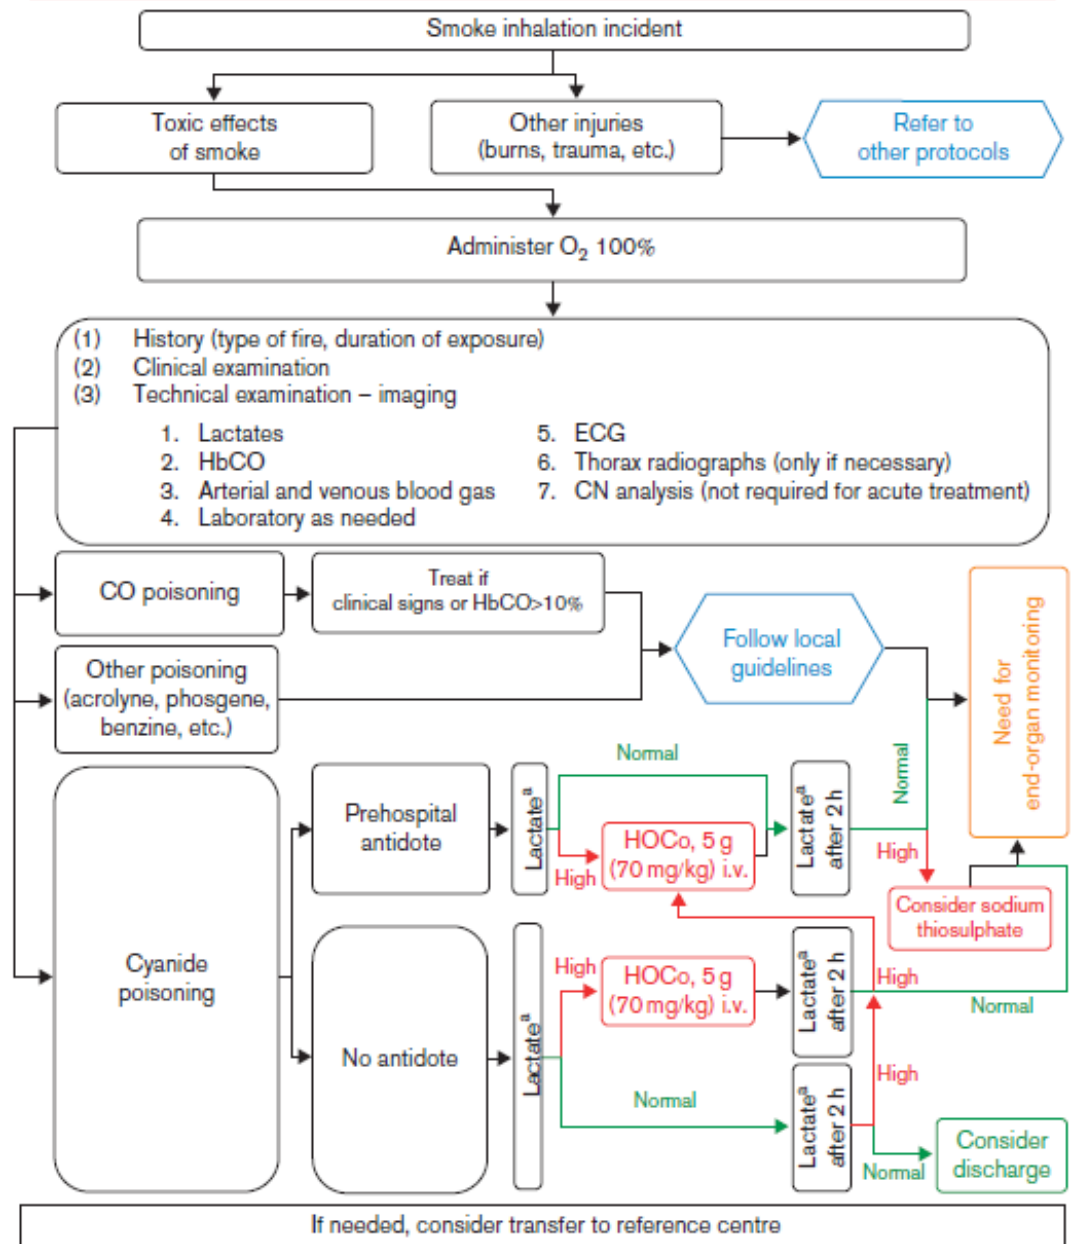 Smoke inhalation incident
Toxic effects
of smoke
Other injuries
(burns, trauma, etc.)
Refer to
other protocols
Administer O₂ 100%
(1) History (type of fire, duration of exposure)
(2) Clinical examination
(3) Technical examination – imaging
1. Lactates
2. HbCO
3. Arterial and venous blood gas
4. Laboratory as needed
5. ECG
6. Thorax radiographs (only if necessary)
7. CN analysis (not required for acute treatment)
CO poisoning
Treat if
clinical signs or HbCO>10%
Follow local
guidelines
Need for
end-organ monitoring
Other poisoning
(acrolyne, phosgene,
benzine, etc.)
Cyanide
poisoning
Prehospital
antidote
Lactateᵃ
Normal
High
HOCo, 5 g
(70 mg/kg) i.v.
Lactateᵃ
after 2 h
Normal
High
Consider sodium
thiosulphate
No antidote
Lactateᵃ
High
HOCo, 5 g
(70 mg/kg) i.v.
Lactateᵃ
after 2 h
High
Normal
Normal
Lactateᵃ
after 2 h
High
Normal
Consider
discharge
If needed, consider transfer to reference centre